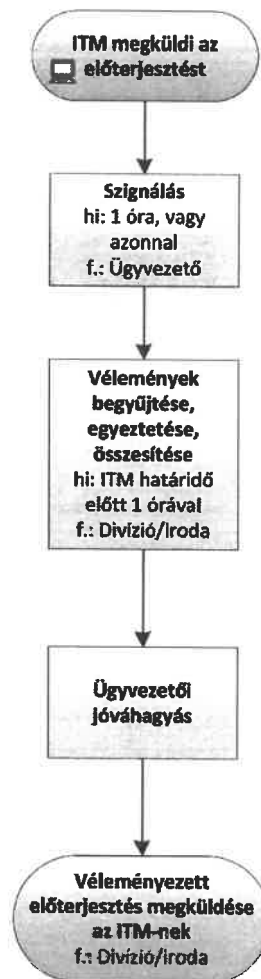 ITM megküldi az
előterjesztést
Szignálás
hi: 1 óra, vagy
azonnal
f.: Ügyvezető
Vélemények
begyűjtése,
egyeztetése,
összesítése
hi: ITM határidő
előtt 1 órával
f.: Divízió/Iroda
Ügyvezetői
jóváhagyás
Véleményezett
előterjesztés megküldése
az ITM-nek
f.: Divízió/Iroda